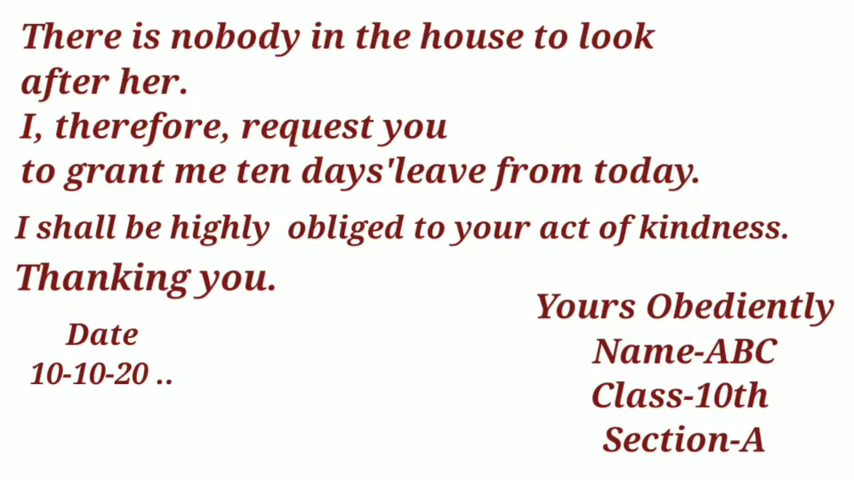 There is nobody in the house to look
after her.
I, therefore, request you
to grant me ten days'leave from today.
I shall be highly obliged to your act of kindness.
Thanking you.
Date
10-10-20 ..
Yours Obediently
Name-ABC
Class-10th
Section-A